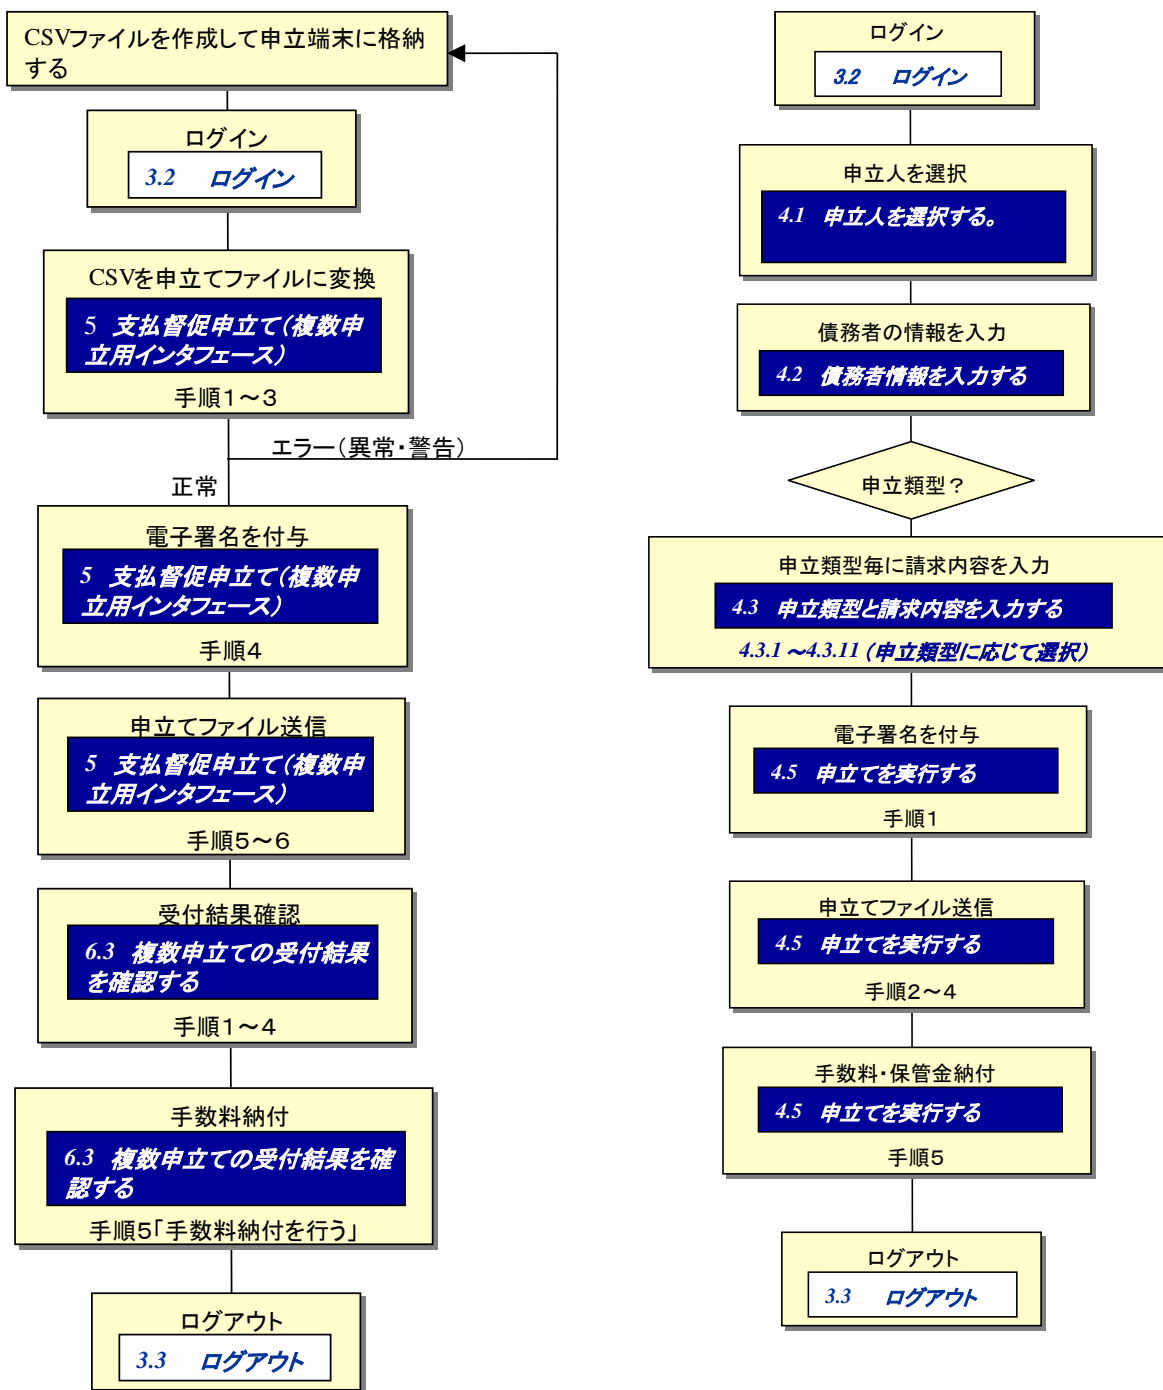 CSVファイルを作成して申立端末に格納
する
ログイン
3.2 ログイン
CSVを申立てファイルに変換
5 支払督促申立て(複数申
立用インタフェース)
手順1～3
エラー(異常・警告)
正常
電子署名を付与
5 支払督促申立て(複数申
立用インタフェース)
手順4
申立てファイル送信
5 支払督促申立て(複数申
立用インタフェース)
手順5～6
受付結果確認
6.3 複数申立ての受付結果
を確認する
手順1～4
手数料納付
6.3 複数申立ての受付結果を確
認する
手順5「手数料納付を行う」
ログアウト
3.3 ログアウト
ログイン
3.2 ログイン
申立人を選択
4.1 申立人を選択する。
債務者の情報を入力
4.2 債務者情報を入力する
申立類型？
申立類型毎に請求内容を入力
4.3 申立類型と請求内容を入力する
4.3.1～4.3.11(申立類型に応じて選択)
電子署名を付与
4.5 申立てを実行する
手順1
申立てファイル送信
4.5 申立てを実行する
手順2～4
手数料・保管金納付
4.5 申立てを実行する
手順5
ログアウト
3.3 ログアウト